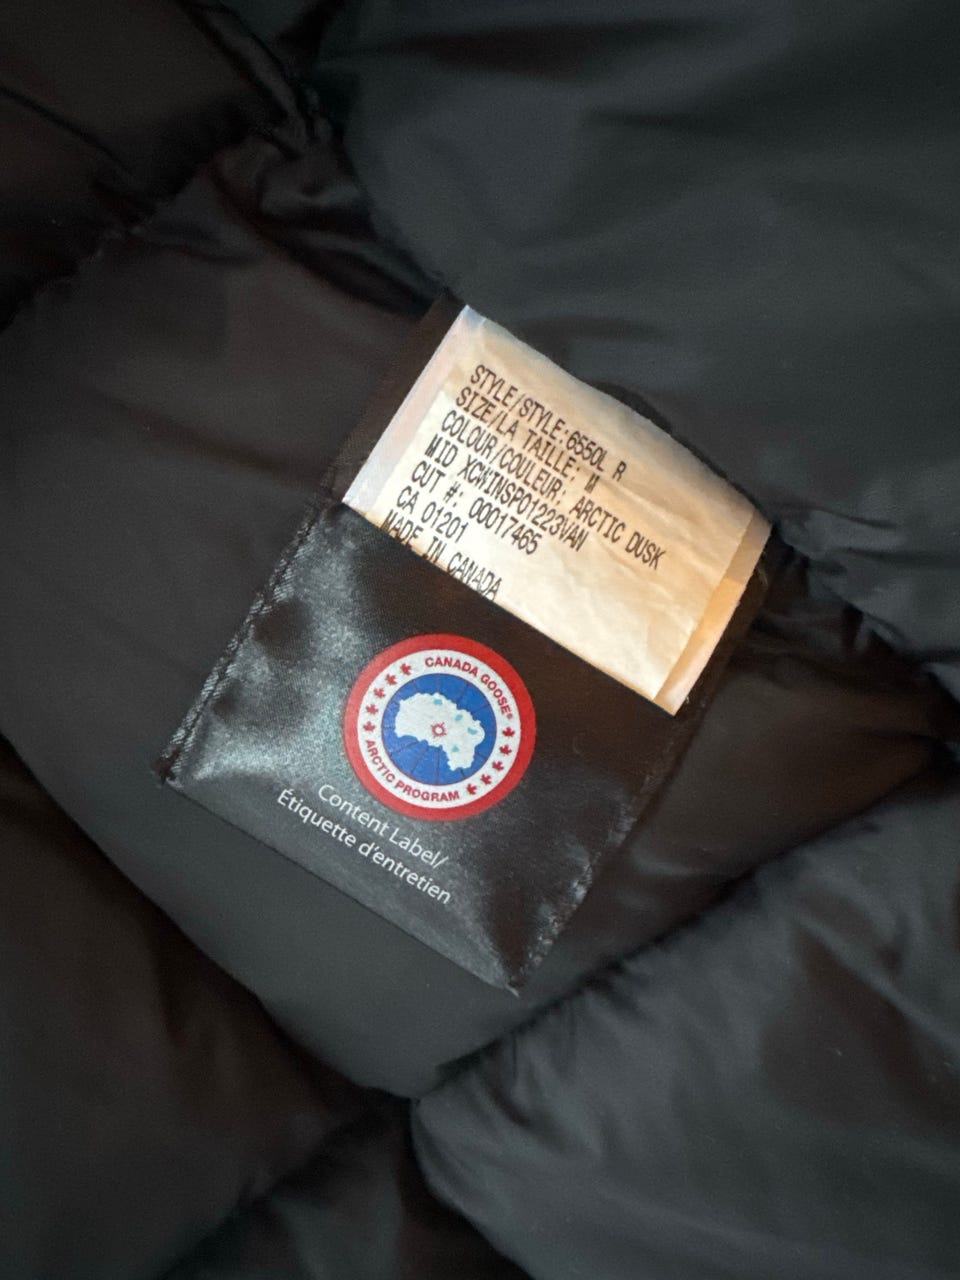 STYLE/STYLE:6550L R
SIZE/LA TAILLE: M
COLOUR/COULEUR: ARCTIC DUSK
MID XCWINSPO1223VAN
CUT #: 00017465
CA 01201
MADE IN CANADA
CANADA GOOSE®
ARCTIC PROGRAM
Content Label/
Étiquette d'entretien